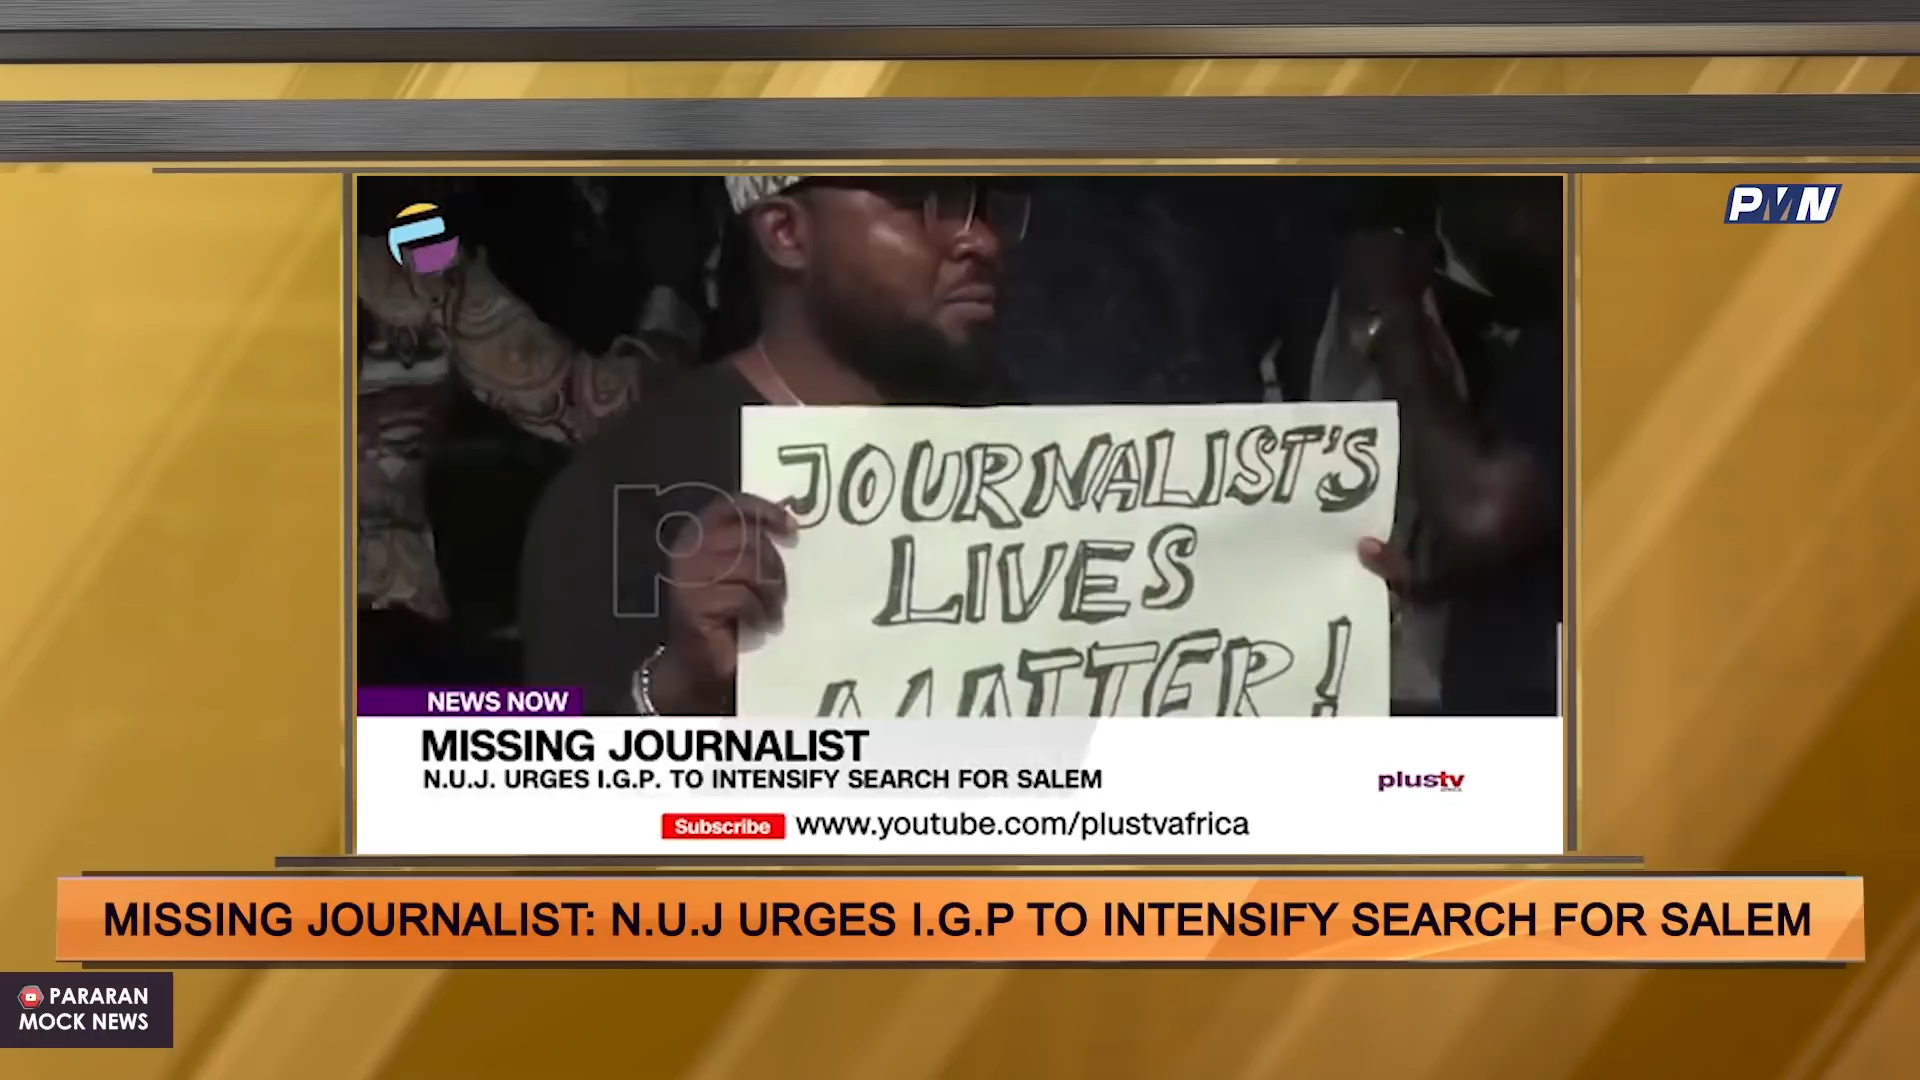 PMN
JOURNALIST'S
LIVES
MATTER!
NEWS NOW
MISSING JOURNALIST
N.U.J. URGES I.G.P. TO INTENSIFY SEARCH FOR SALEM
plustv
Subscribe www.youtube.com/plustvafrica
MISSING JOURNALIST: N.U.J URGES I.G.P TO INTENSIFY SEARCH FOR SALEM
PARARAN
MOCK NEWS